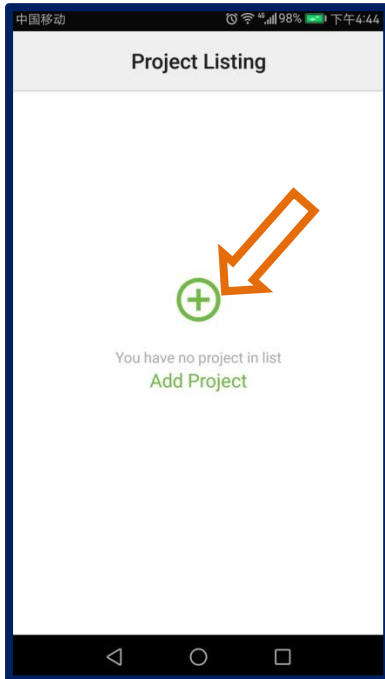 中国移动 4G 98% 下午4:44
Project Listing
You have no project in list
Add Project